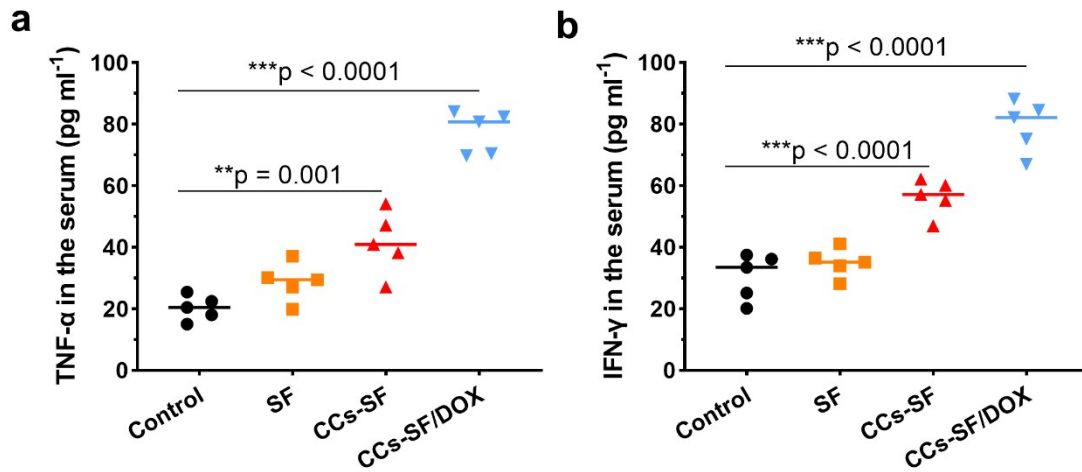 a
TNF-α in the serum (pg ml⁻¹)
100
80
60
40
20
0
***p < 0.0001
**p = 0.001
Control
SF
CCs-SF
CCs-SF/DOX
b
IFN-γ in the serum (pg ml⁻¹)
100
80
60
40
20
0
***p < 0.0001
***p < 0.0001
Control
SF
CCs-SF
CCs-SF/DOX